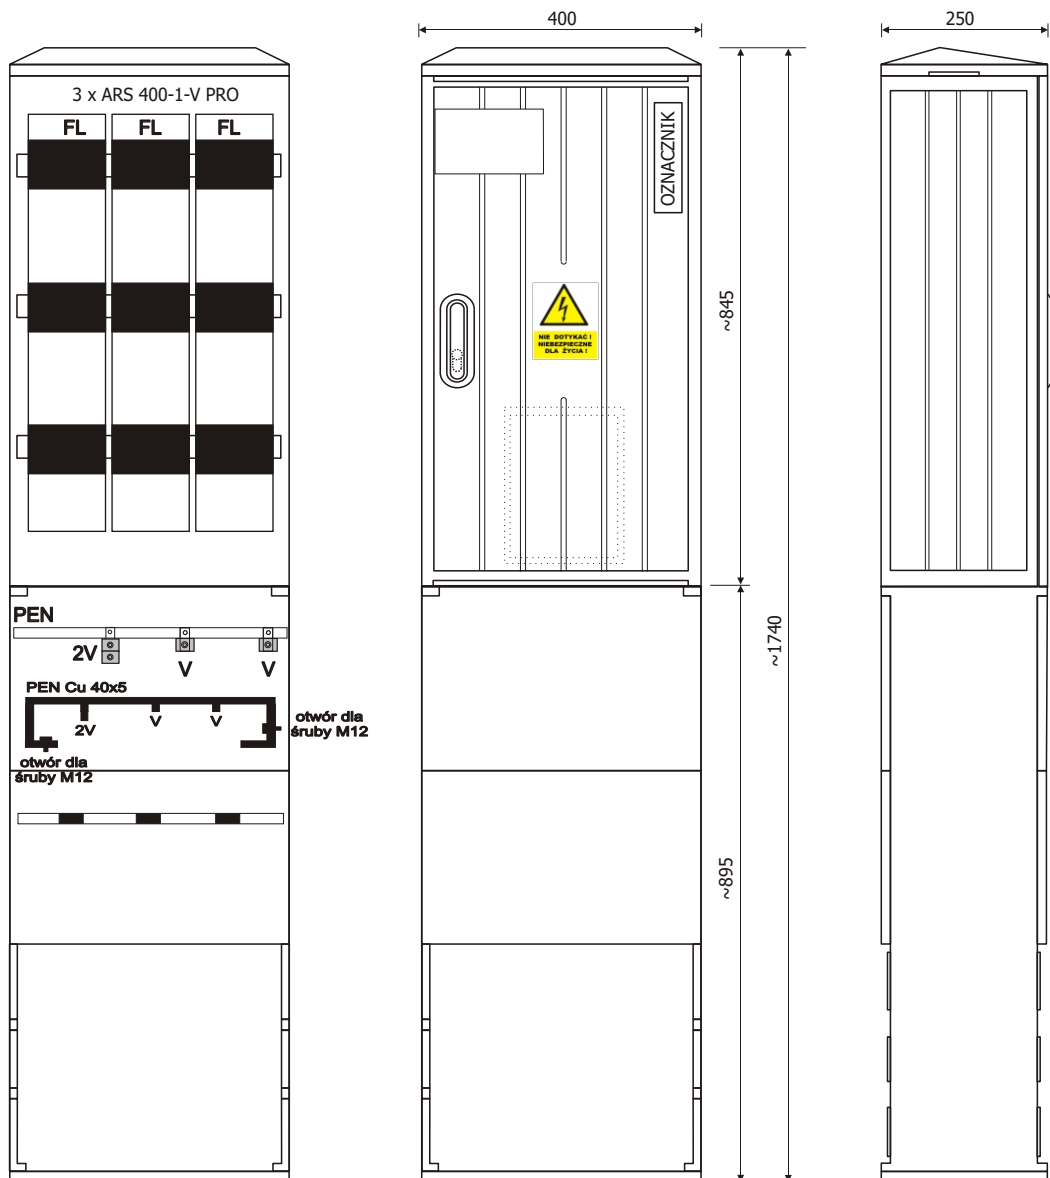 400
250
3 x ARS 400-1-V PRO
FL FL FL
OZNACZNIK
~845
NIE DOTYKAĆ !
NIEBEZPIECZNE
DLA ŻYCIA !
PEN
2V V V
~1740
PEN Cu 40x5
2V V V
otwór dla
śruby M12
otwór dla
śruby M12
~895